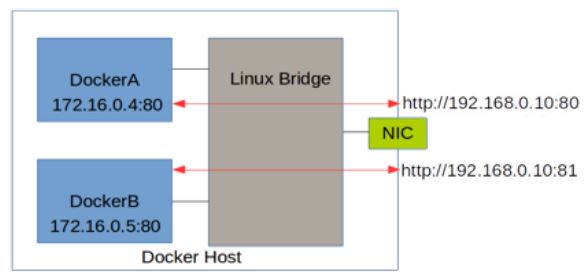 DockerA
172.16.0.4:80
Linux Bridge
http://192.168.0.10:80
NIC
http://192.168.0.10:81
DockerB
172.16.0.5:80
Docker Host